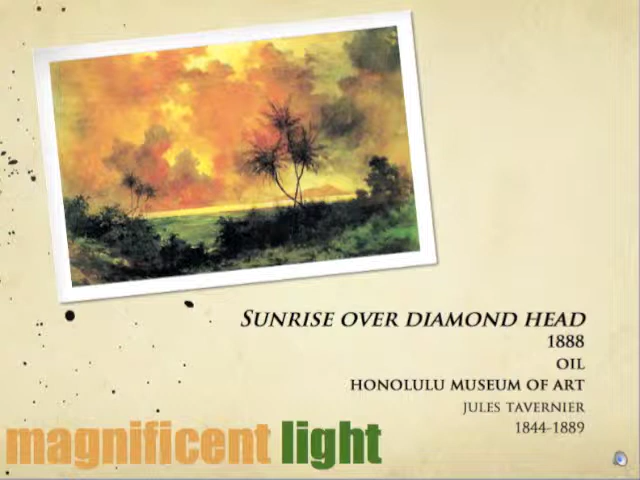 SUNRISE OVER DIAMOND HEAD
1888
OIL
HONOLULU MUSEUM OF ART
JULES TAVERNIER
1844-1889
magnificent light